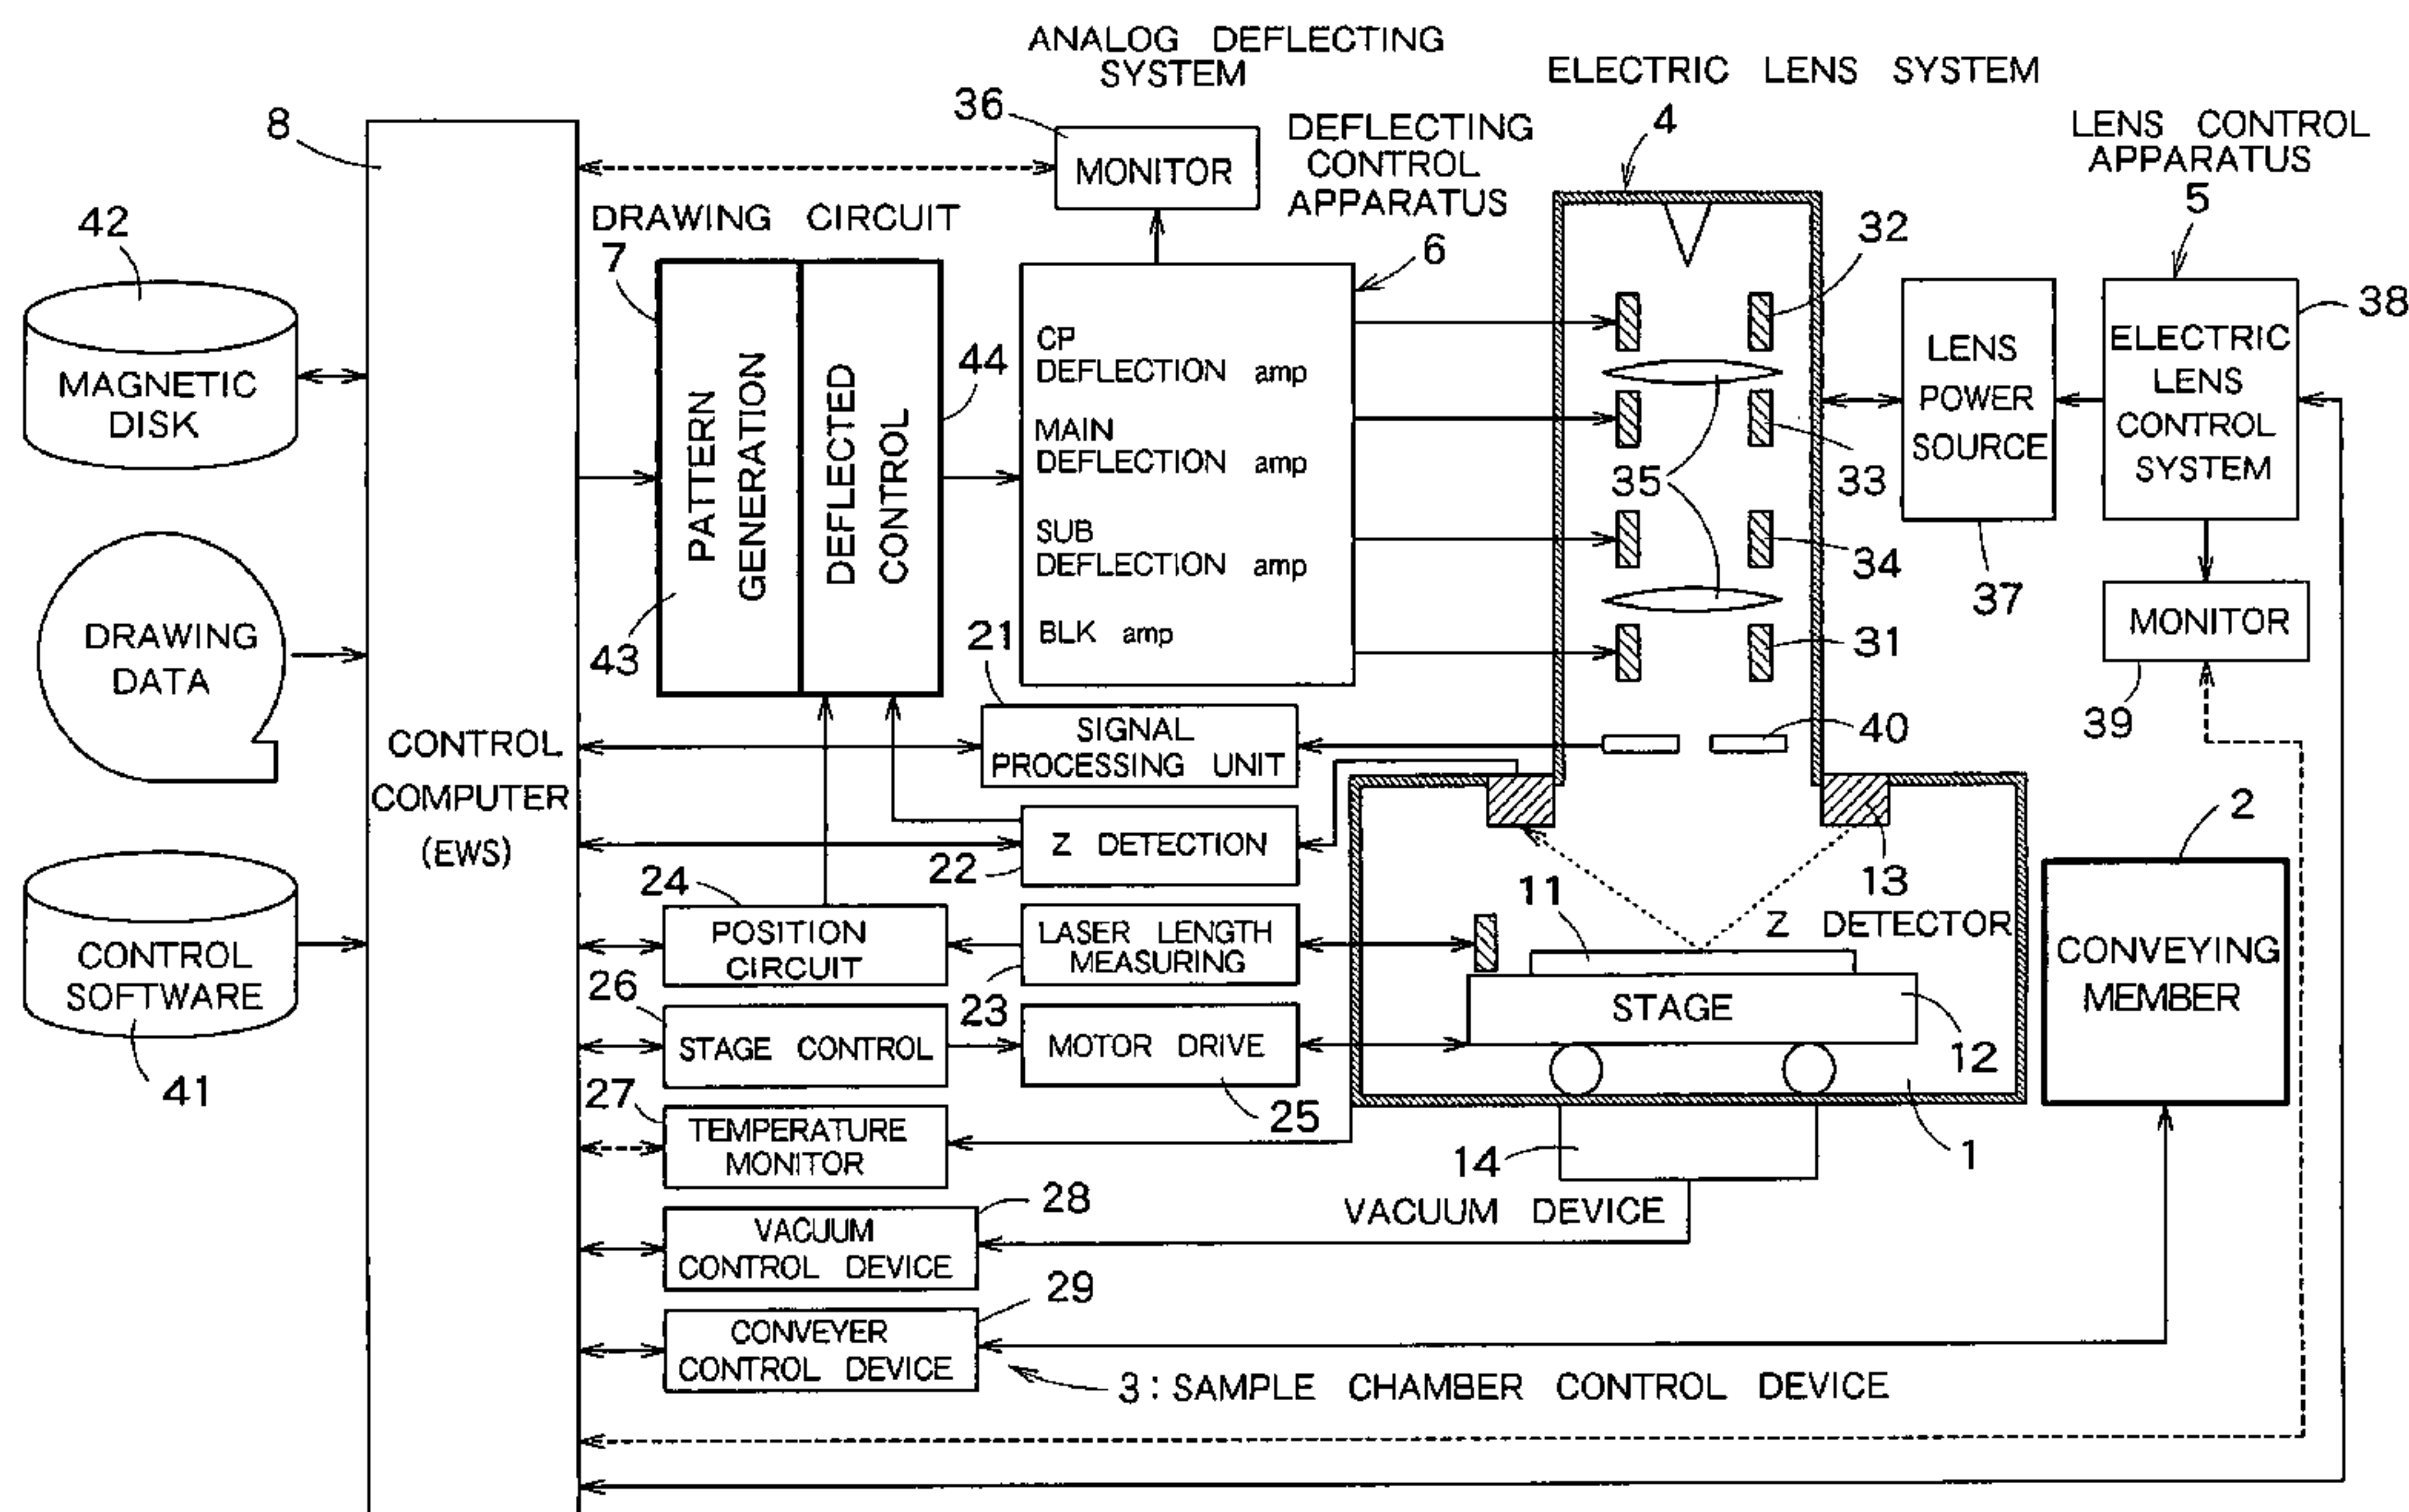 ANALOG DEFLECTING
SYSTEM
ELECTRIC LENS SYSTEM
4
36
MONITOR
DEFLECTING
CONTROL
APPARATUS
6
LENS CONTROL
APPARATUS
5
8
42
MAGNETIC
DISK
DRAWING CIRCUIT
7
PATTERN
GENERATION
DEFLECTED
CONTROL
43
44
CP
DEFLECTION amp
MAIN
DEFLECTION amp
SUB
DEFLECTION amp
BLK amp
32
35
33
34
31
LENS
POWER
SOURCE
37
ELECTRIC
LENS
CONTROL
SYSTEM
38
MONITOR
39
DRAWING
DATA
CONTROL
COMPUTER
(EWS)
21
SIGNAL
PROCESSING UNIT
40
22
Z DETECTION
13
Z DETECTOR
2
CONVEYING
MEMBER
CONTROL
SOFTWARE
41
24
POSITION
CIRCUIT
LASER LENGTH
MEASURING
23
11
STAGE
12
26
STAGE CONTROL
MOTOR DRIVE
25
1
27
TEMPERATURE
MONITOR
14
VACUUM DEVICE
28
VACUUM
CONTROL DEVICE
29
CONVEYER
CONTROL DEVICE
3 : SAMPLE CHAMBER CONTROL DEVICE